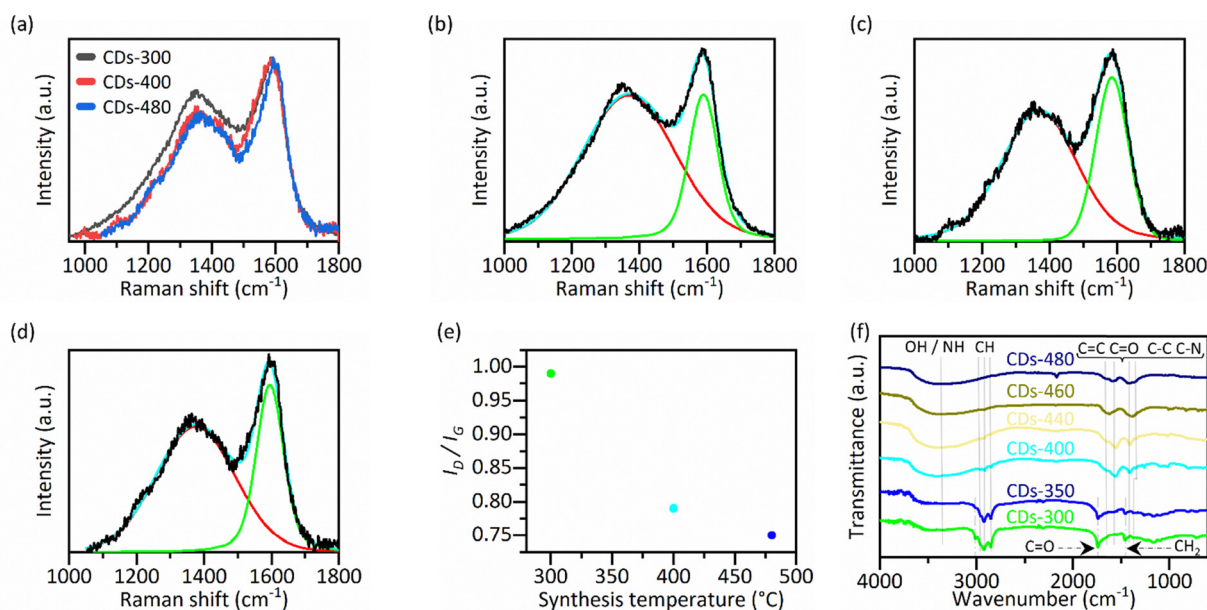 (a)
CDs-300
CDs-400
CDs-480
Intensity (a.u.)
1000 1200 1400 1600 1800
Raman shift (cm⁻¹)
(b)
Intensity (a.u.)
1000 1200 1400 1600 1800
Raman shift (cm⁻¹)
(c)
Intensity (a.u.)
1000 1200 1400 1600 1800
Raman shift (cm⁻¹)
(d)
Intensity (a.u.)
1000 1200 1400 1600 1800
Raman shift (cm⁻¹)
(e)
I_D / I_G
1.00
0.95
0.90
0.85
0.80
0.75
300 350 400 450 500
Synthesis temperature (°C)
(f)
Transmittance (a.u.)
OH / NH CH C=C C=O C-C C-N
CDs-480
CDs-460
CDs-440
CDs-400
CDs-350
CDs-300
C=O CH₂
4000 3000 2000 1000
Wavenumber (cm⁻¹)